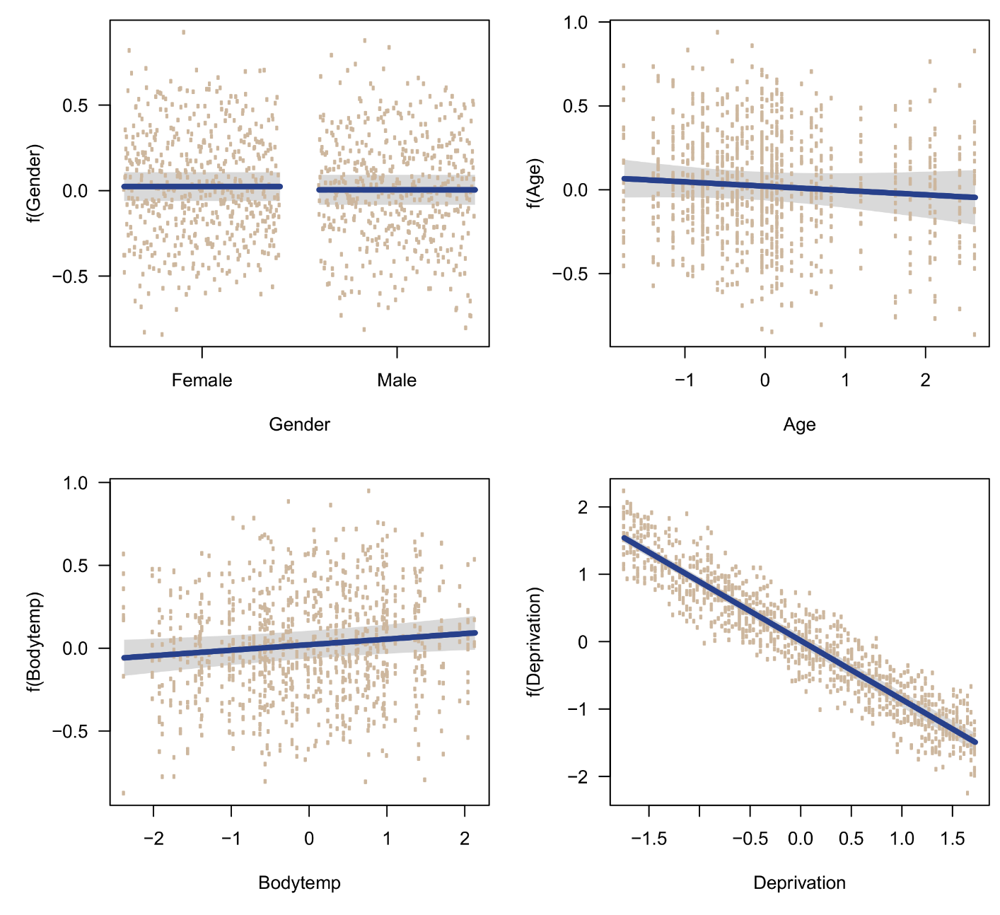 f(Gender)
0.5
0.0
−0.5
Female Male
Gender
f(Age)
1.0
0.5
0.0
−0.5
−1 0 1 2
Age
f(Bodytemp)
1.0
0.5
0.0
−0.5
−2 −1 0 1 2
Bodytemp
f(Deprivation)
2
1
0
−1
−2
−1.5 −0.5 0.0 0.5 1.0 1.5
Deprivation